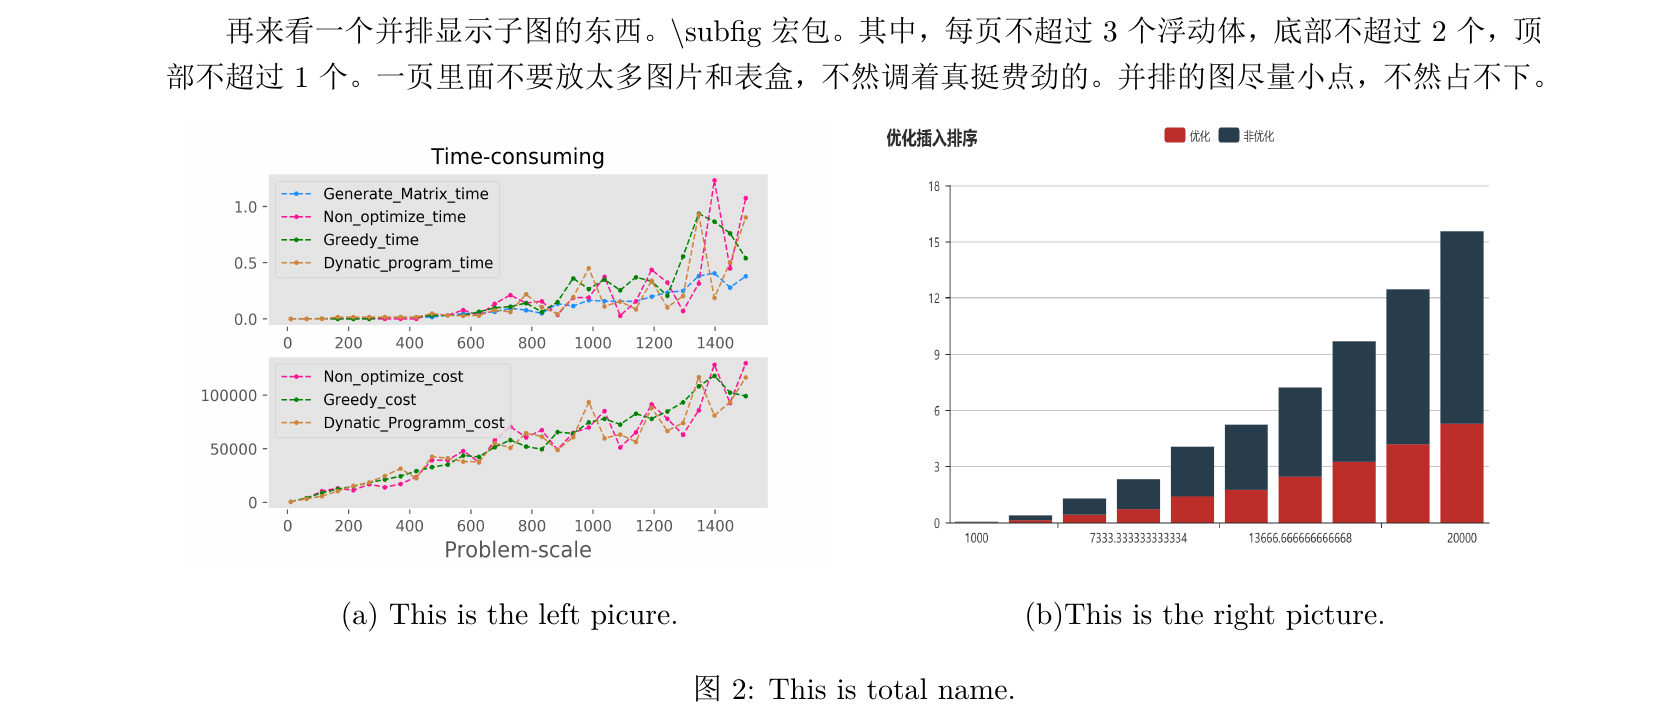 再来看一个并排显示子图的东西。\subfig 宏包。其中，每页不超过 3 个浮动体，底部不超过 2 个，顶
部不超过 1 个。一页里面不要放太多图片和表盒，不然调着真挺费劲的。并排的图尽量小点，不然占不下。
Time-consuming
Generate_Matrix_time
Non_optimize_time
Greedy_time
Dynatic_program_time
1.0
0.5
0.0
0 200 400 600 800 1000 1200 1400
Non_optimize_cost
Greedy_cost
Dynatic_Programm_cost
100000
50000
0
0 200 400 600 800 1000 1200 1400
Problem-scale
(a) This is the left picure.
优化插入排序
优化 非优化
18
15
12
9
6
3
0
1000 7333.333333333334 13666.666666666668 20000
(b)This is the right picture.
图 2: This is total name.